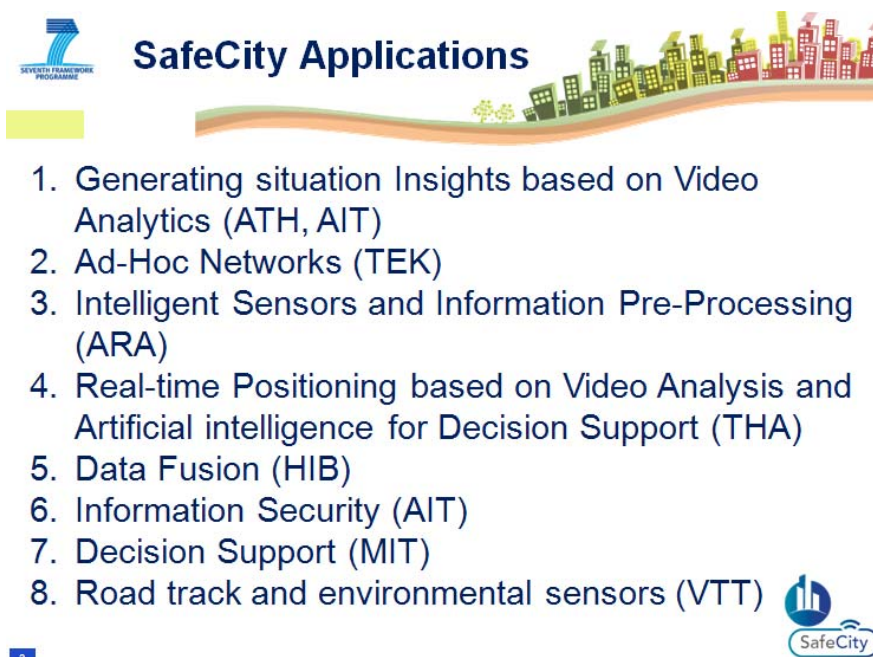 SEVENTH FRAMEWORK
PROGRAMME
SafeCity Applications
1. Generating situation Insights based on Video
Analytics (ATH, AIT)
2. Ad-Hoc Networks (TEK)
3. Intelligent Sensors and Information Pre-Processing
(ARA)
4. Real-time Positioning based on Video Analysis and
Artificial intelligence for Decision Support (THA)
5. Data Fusion (HIB)
6. Information Security (AIT)
7. Decision Support (MIT)
8. Road track and environmental sensors (VTT)
SafeCity